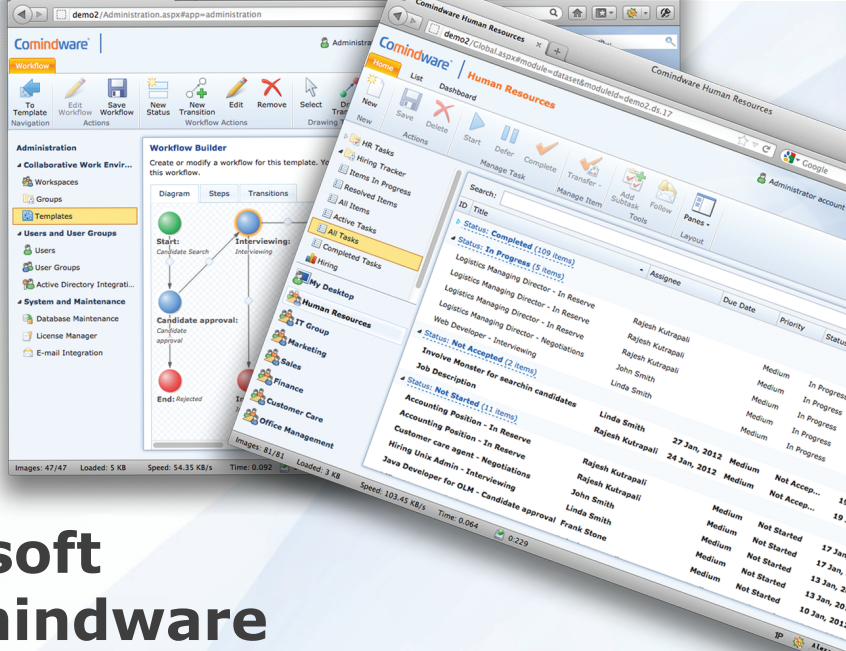 demo2/Administration.aspx#app=administration
Comindware
Administra
Workflow
To Template
Edit Workflow
Save Workflow
New Status
New Transition
Edit
Remove
Select
Navigation
Actions
Workflow Actions
Drawing T
Administration
Collaborative Work Envir...
Workspaces
Groups
Templates
Users and User Groups
Users
User Groups
Active Directory Integrati...
System and Maintenance
Database Maintenance
License Manager
E-mail Integration
Workflow Builder
Create or modify a workflow for this template. Yo
this workflow.
Diagram Steps Transitions
Start:
Candidate Search
Interviewing:
Interviewing
Candidate approval:
Candidate
approval
End: Rejected
Images: 47/47 Loaded: 5 KB Speed: 54.35 KB/s Time: 0.092
Comindware Human Resources
Comindware Human Resources
demo2/Global.aspx#module=dataset&moduleId=demo2.ds.17
Google
Comindware Human Resources
Administrator account
Home List Dashboard
New
Save
Delete
Start
Defer
Complete
Transfer
Add Subtask
Follow
Panes
New
Actions
Manage Task
Manage Item
Tools
Layout
HR Tasks
Hiring Tracker
Items In Progress
Resolved Items
All Items
Active Tasks
All Tasks
Completed Tasks
Hiring
My Desktop
Human Resources
IT Group
Marketing
Sales
Finance
Customer Care
Office Management
Search:
ID Title Assignee Due Date Priority Status
Status: Completed (109 items)
Status: In Progress (5 items)
Logistics Managing Director - In Reserve Rajesh Kutrapali Medium In Progress
Logistics Managing Director - In Reserve Rajesh Kutrapali Medium In Progress
Logistics Managing Director - In Reserve Rajesh Kutrapali Medium In Progress
Logistics Managing Director - Negotiations John Smith Medium In Progress
Web Developer - Interviewing Linda Smith Medium In Progress
Status: Not Accepted (2 items)
Involve Monster for searchin candidates Linda Smith 27 Jan, 2012 Medium Not Accep... 19
Job Description Rajesh Kutrapali 24 Jan, 2012 Medium Not Accep... 19
Status: Not Started (11 items)
Accounting Position - In Reserve Rajesh Kutrapali Medium Not Started 17 Jan,
Accounting Position - In Reserve Rajesh Kutrapali Medium Not Started 17 Jan,
Customer care agent - Negotiations John Smith Medium Not Started 13 Jan, 20
Hiring Unix Admin - Interviewing Linda Smith Medium Not Started 13 Jan, 201
Java Developer for OLM - Candidate approval Frank Stone Medium Not Started 10 Jan, 2012
Images: 81/81 Loaded: 3 KB Speed: 103.45 KB/s Time: 0.064 0:229
soft
mindware